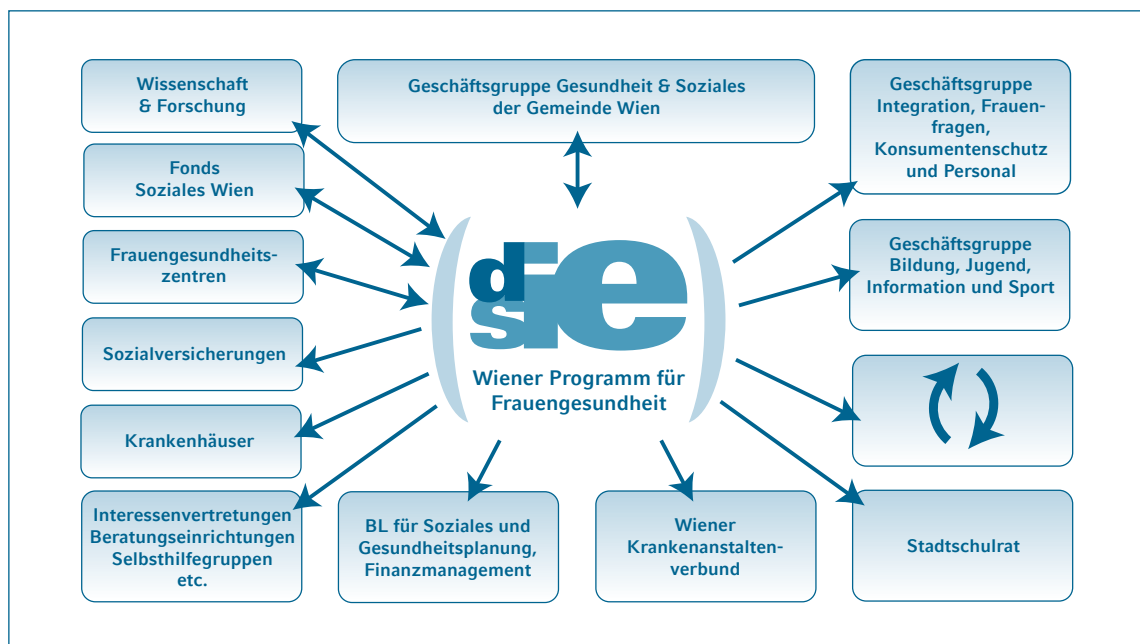 Wissenschaft
& Forschung
Geschäftsgruppe Gesundheit & Soziales
der Gemeinde Wien
Geschäftsgruppe
Integration, Frauen-
fragen,
Konsumentenschutz
und Personal
Fonds
Soziales Wien
Frauengesundheits-
zentren
Geschäftsgruppe
Bildung, Jugend,
Information und Sport
die
sie
Wiener Programm für
Frauengesundheit
Sozialversicherungen
Krankenhäuser
Interessenvertretungen
Beratungseinrichtungen
Selbsthilfegruppen
etc.
BL für Soziales und
Gesundheitsplanung,
Finanzmanagement
Wiener
Krankenanstalten-
verbund
Stadtschulrat